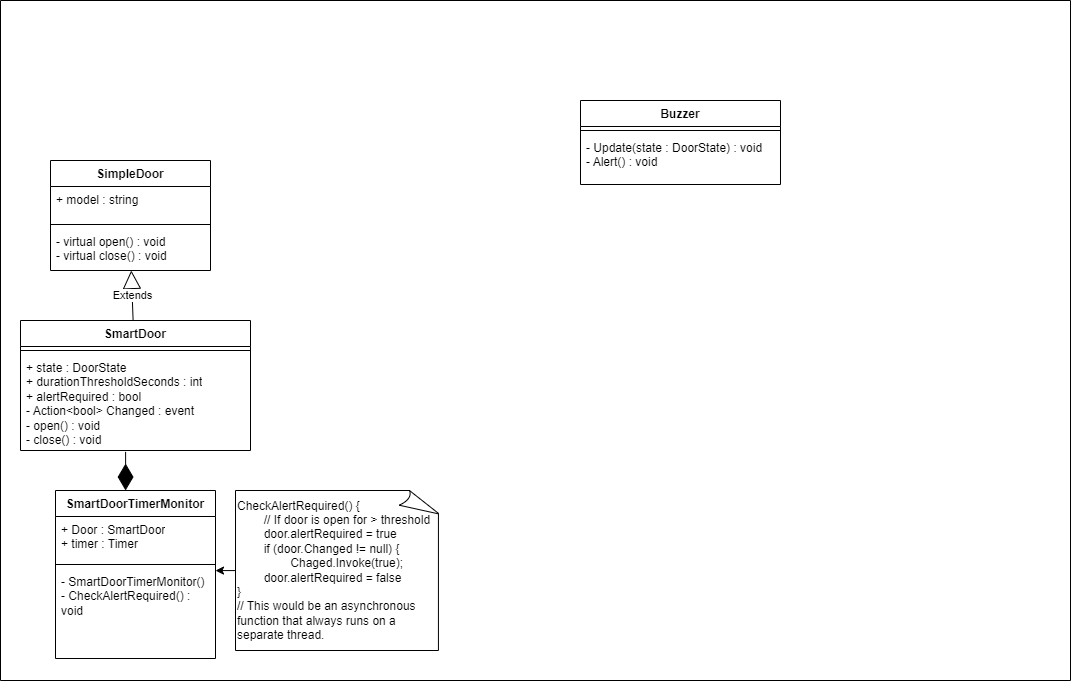 Buzzer
- Update(state : DoorState) : void
- Alert() : void
SimpleDoor
+ model : string
- virtual open() : void
- virtual close() : void
Extends
SmartDoor
+ state : DoorState
+ durationThresholdSeconds : int
+ alertRequired : bool
- Action<bool> Changed : event
- open() : void
- close() : void
SmartDoorTimerMonitor
+ Door : SmartDoor
+ timer : Timer
- SmartDoorTimerMonitor()
- CheckAlertRequired() :
void
CheckAlertRequired() {
// If door is open for > threshold
door.alertRequired = true
if (door.Changed != null) {
Chaged.Invoke(true);
door.alertRequired = false
}
// This would be an asynchronous
function that always runs on a
separate thread.